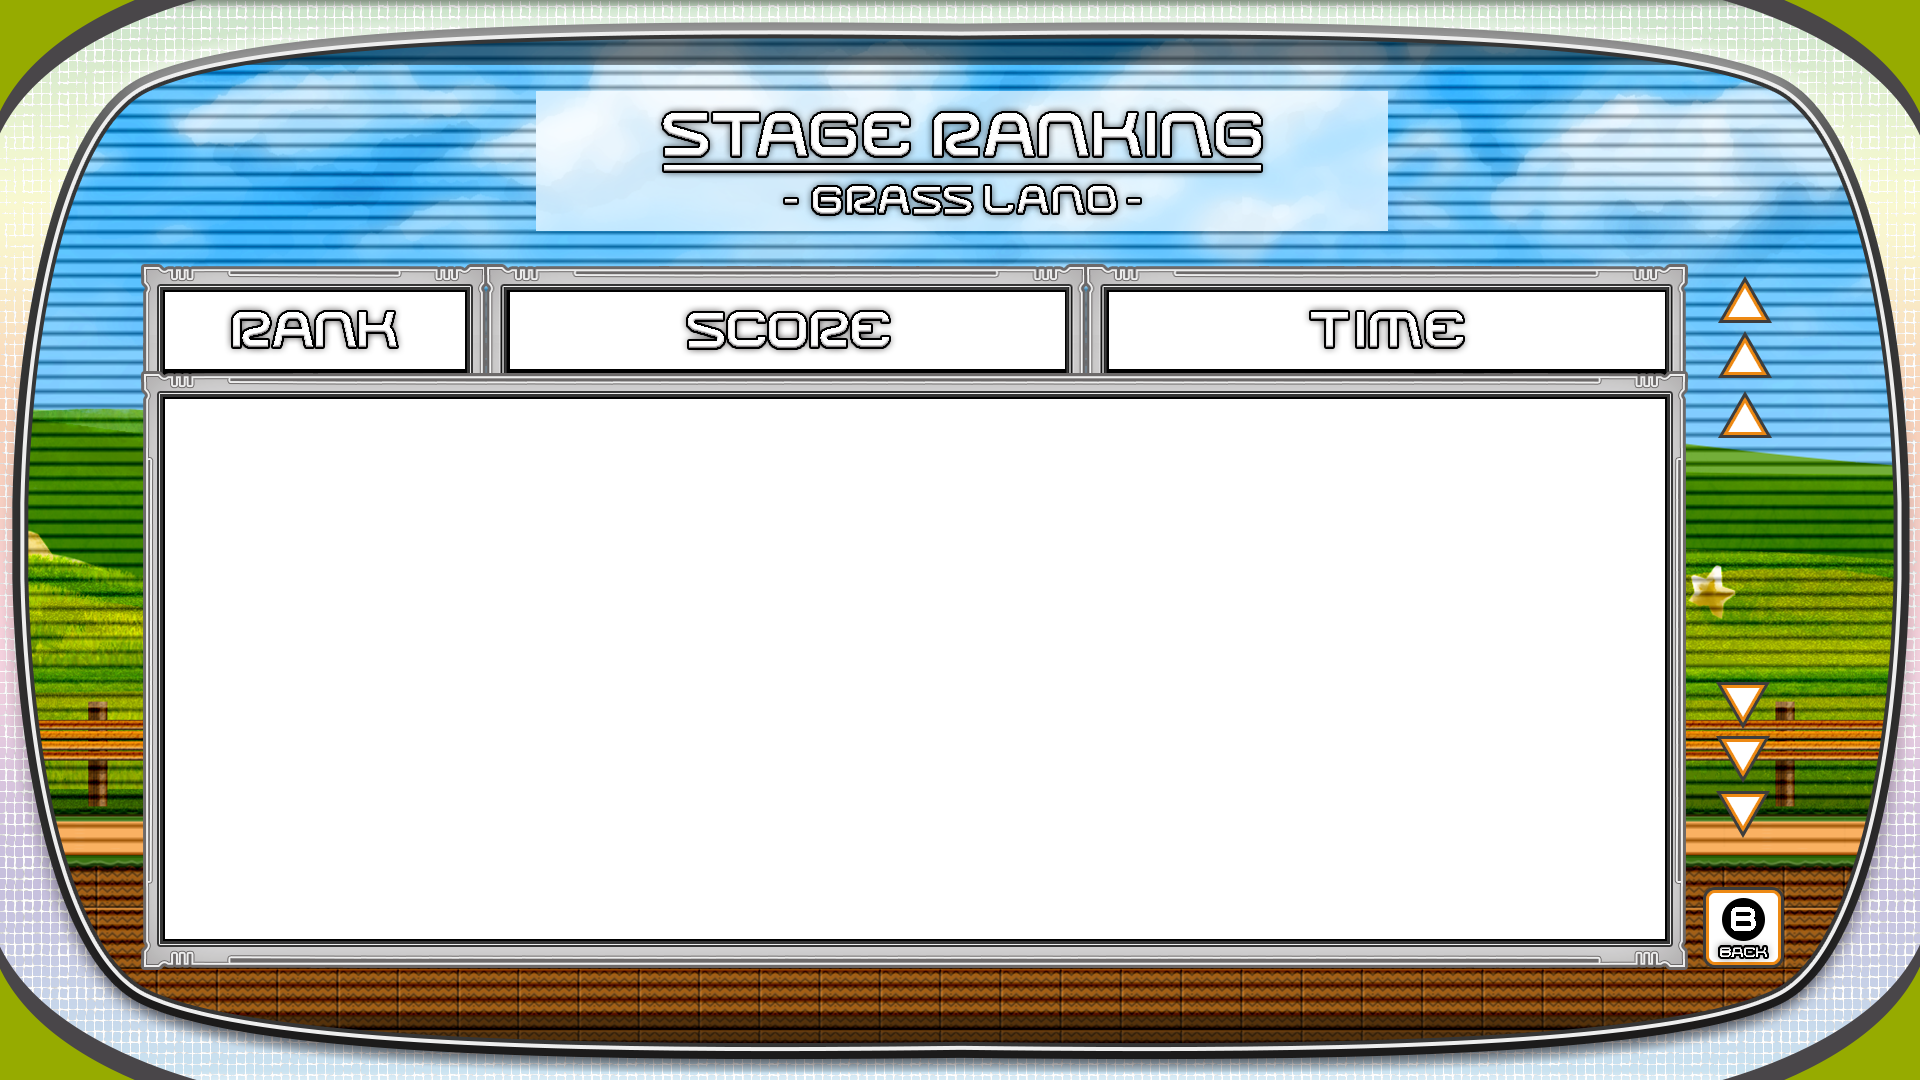 STAGE RANKING
- GRASS LAND -
RANK SCORE TIME
B
BACK